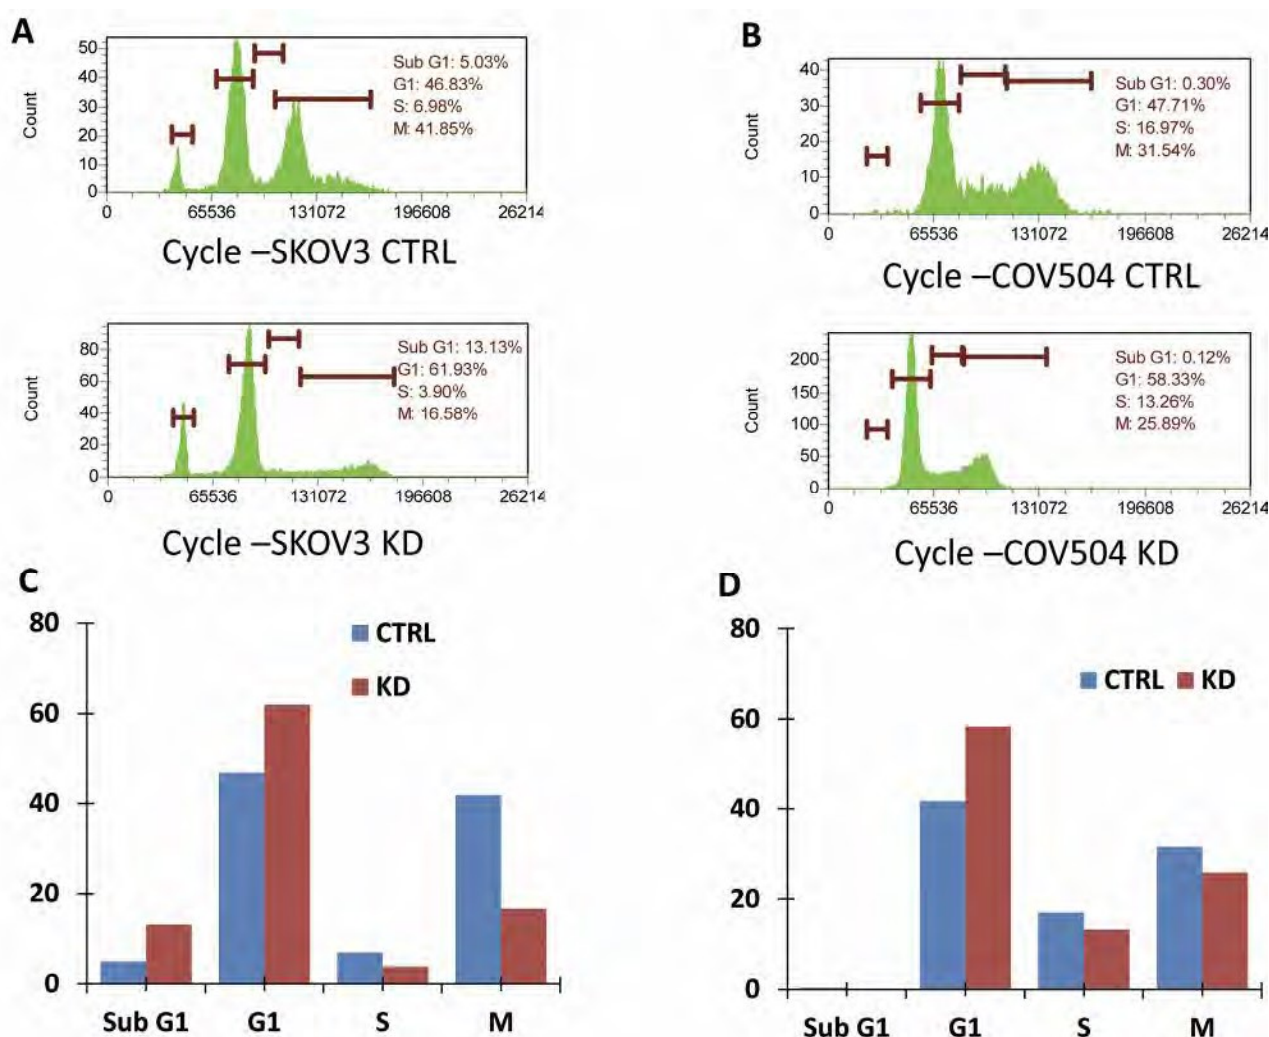 A
50
40
30
20
10
0
Count
Sub G1: 5.03%
G1: 46.83%
S: 6.98%
M: 41.85%
0 65536 131072 196608 26214
Cycle –SKOV3 CTRL
B
40
30
20
10
0
Count
Sub G1: 0.30%
G1: 47.71%
S: 16.97%
M: 31.54%
0 65536 131072 196608 26214
Cycle –COV504 CTRL
80
60
40
20
0
Count
Sub G1: 13.13%
G1: 61.93%
S: 3.90%
M: 16.58%
0 65536 131072 196608 26214
Cycle –SKOV3 KD
200
150
100
50
0
Count
Sub G1: 0.12%
G1: 58.33%
S: 13.26%
M: 25.89%
0 65536 131072 196608 26214
Cycle –COV504 KD
C
80
60
40
20
0
CTRL
KD
Sub G1 G1 S M
D
80
60
40
20
0
CTRL KD
Sub G1 G1 S M